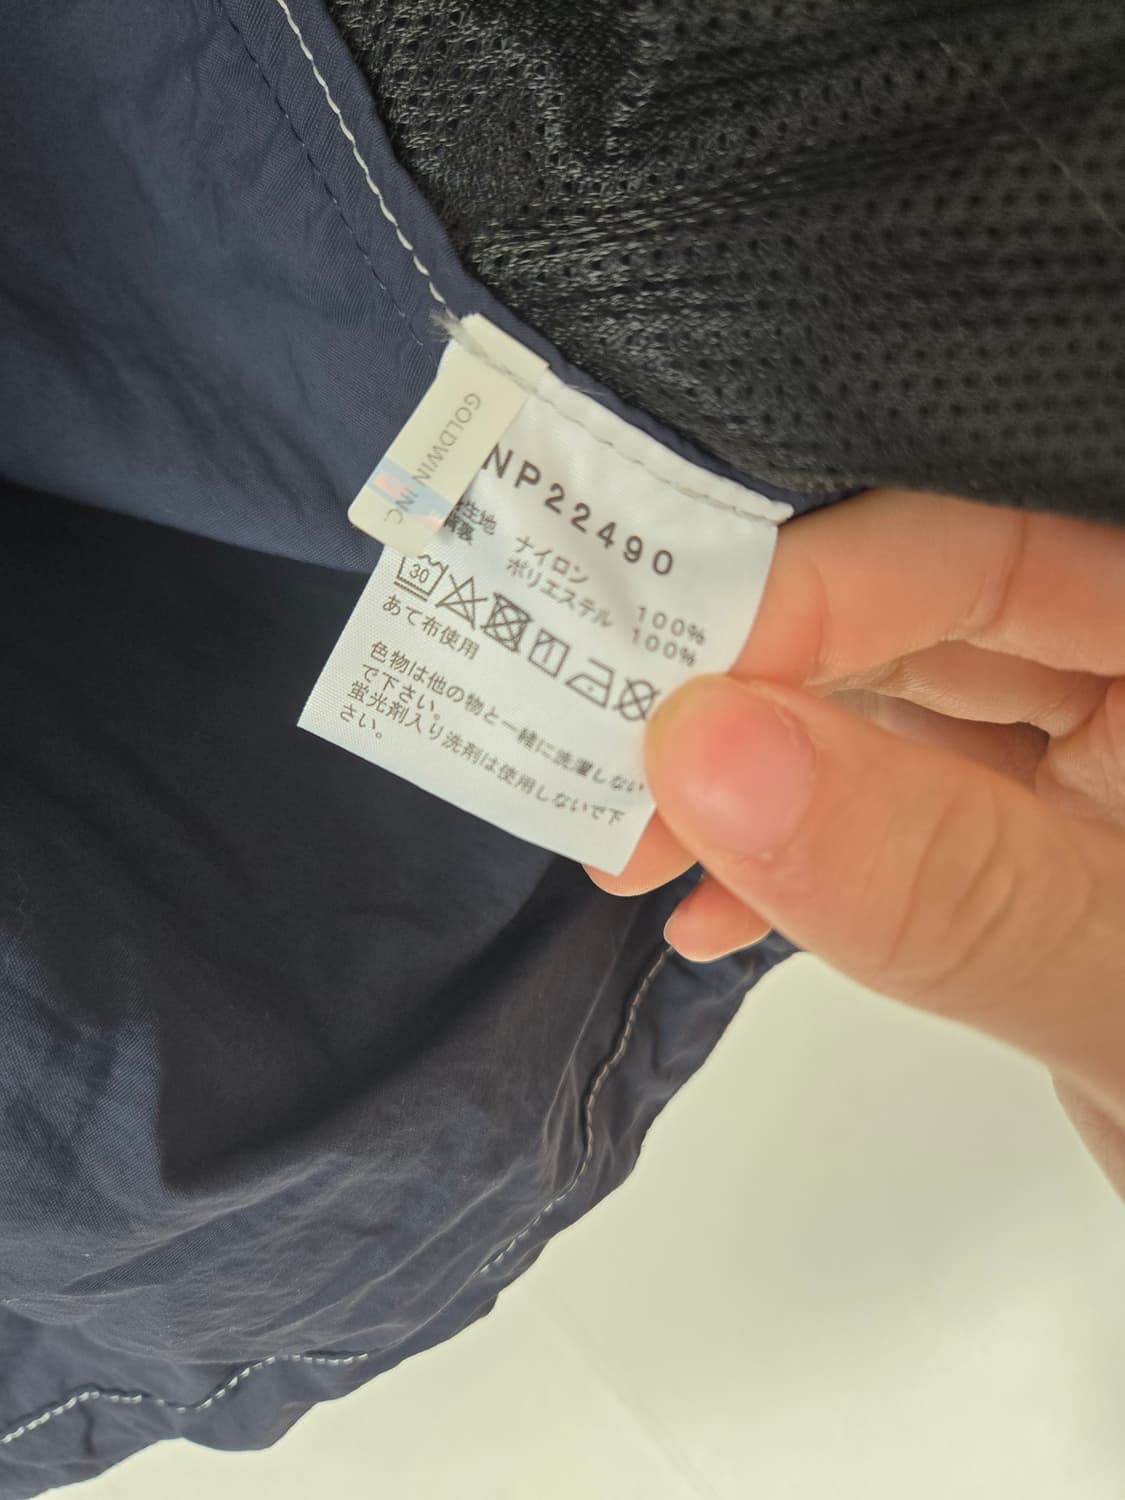 GOLDWIN INC
NP22490
生地 ナイロン 100%
裏 ポリエステル 100%
30
あて布使用
色物は他の物と一緒に洗濯しない
で下さい。
蛍光剤入り洗剤は使用しないで下
さい。